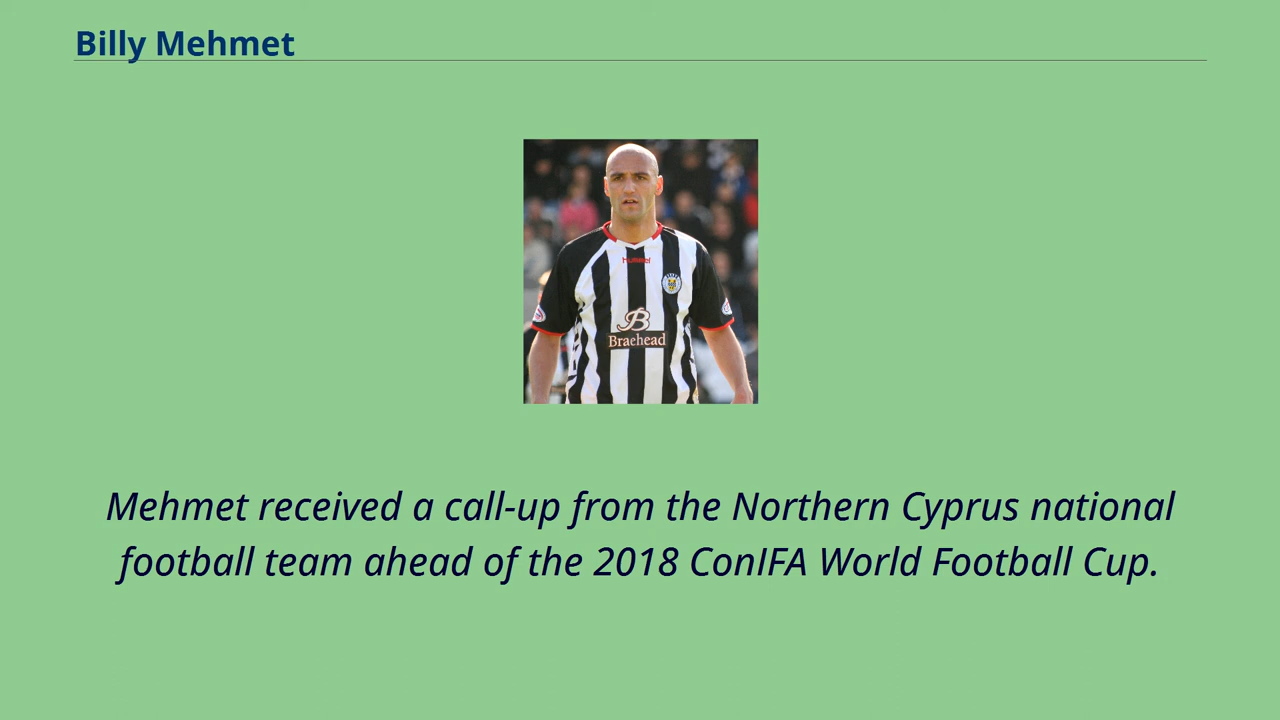 Billy Mehmet
hummel
B
Braehead
Mehmet received a call-up from the Northern Cyprus national
football team ahead of the 2018 ConIFA World Football Cup.